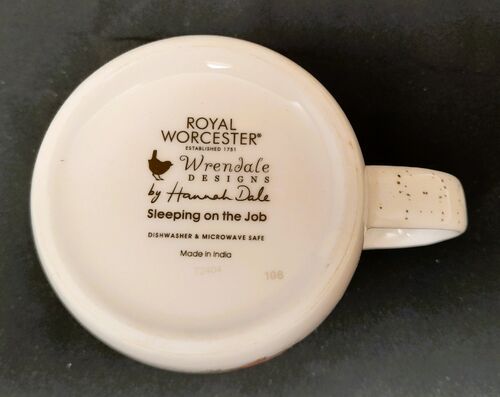 ROYAL
WORCESTER®
ESTABLISHED 1751
Wrendale
DESIGNS
by Hannah Dale
Sleeping on the Job
DISHWASHER & MICROWAVE SAFE
Made in India